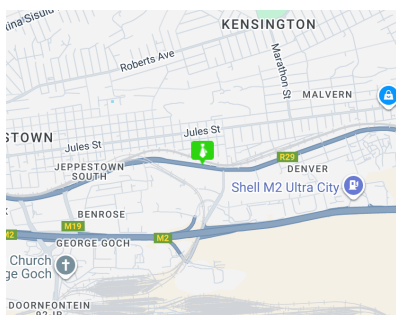 KENSINGTON
Roberts Ave
Marathon St
MALVERN
STOWN
Jules St
Jules St
R29
JEPPESTOWN
SOUTH
DENVER
Shell M2 Ultra City
BENROSE
M19
M2
M2
GEORGE GOCH
Church
ge Goch
DOORNFONTEIN